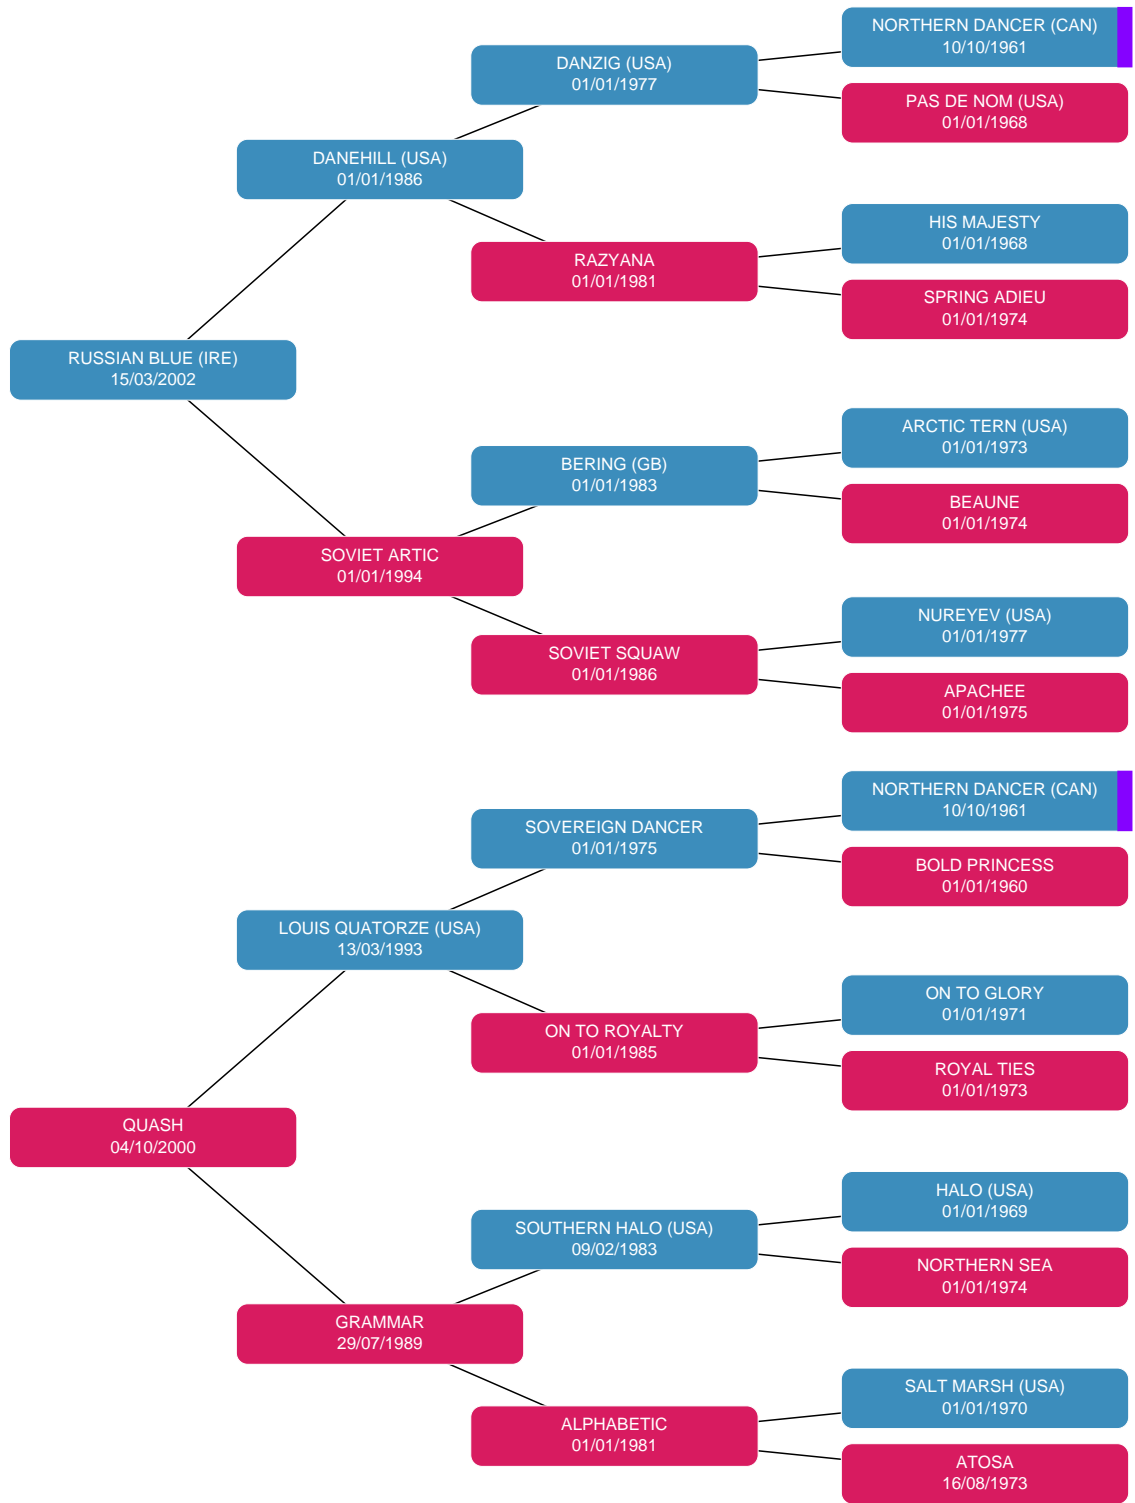 NORTHERN DANCER (CAN)
10/10/1961
DANZIG (USA)
01/01/1977
PAS DE NOM (USA)
01/01/1968
DANEHILL (USA)
01/01/1986
HIS MAJESTY
01/01/1968
RAZYANA
01/01/1981
SPRING ADIEU
01/01/1974
RUSSIAN BLUE (IRE)
15/03/2002
ARCTIC TERN (USA)
01/01/1973
BERING (GB)
01/01/1983
BEAUNE
01/01/1974
SOVIET ARTIC
01/01/1994
NUREYEV (USA)
01/01/1977
SOVIET SQUAW
01/01/1986
APACHEE
01/01/1975
NORTHERN DANCER (CAN)
10/10/1961
SOVEREIGN DANCER
01/01/1975
BOLD PRINCESS
01/01/1960
LOUIS QUATORZE (USA)
13/03/1993
ON TO GLORY
01/01/1971
ON TO ROYALTY
01/01/1985
ROYAL TIES
01/01/1973
QUASH
04/10/2000
HALO (USA)
01/01/1969
SOUTHERN HALO (USA)
09/02/1983
NORTHERN SEA
01/01/1974
GRAMMAR
29/07/1989
SALT MARSH (USA)
01/01/1970
ALPHABETIC
01/01/1981
ATOSA
16/08/1973